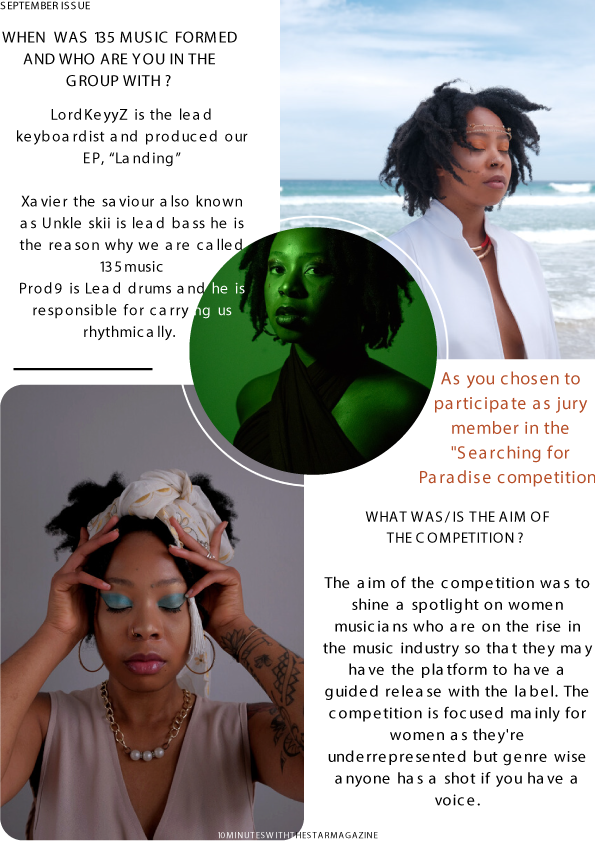 SEPTEMBER ISSUE
WHEN WAS 135 MUSIC FORMED
AND WHO ARE YOU IN THE
GROUP WITH ?
LordKeyyZ is the lead
keyboardist and produced our
EP, “Landing”
Xavier the saviour also known
as Unkle skii is lead bass he is
the reason why we are called
135music
Prod9 is Lead drums and he is
responsible for carrying us
rhythmically.
As you chosen to
participate as jury
member in the
"Searching for
Paradise competition
WHAT WAS/IS THE AIM OF
THE COMPETITION?
The aim of the competition was to
shine a spotlight on women
musicians who are on the rise in
the music industry so that they may
have the platform to have a
guided release with the label. The
competition is focused mainly for
women as they're
underrepresented but genre wise
anyone has a shot if you have a
voice.
10MINUTESWITHTHESTARMAGAZINE